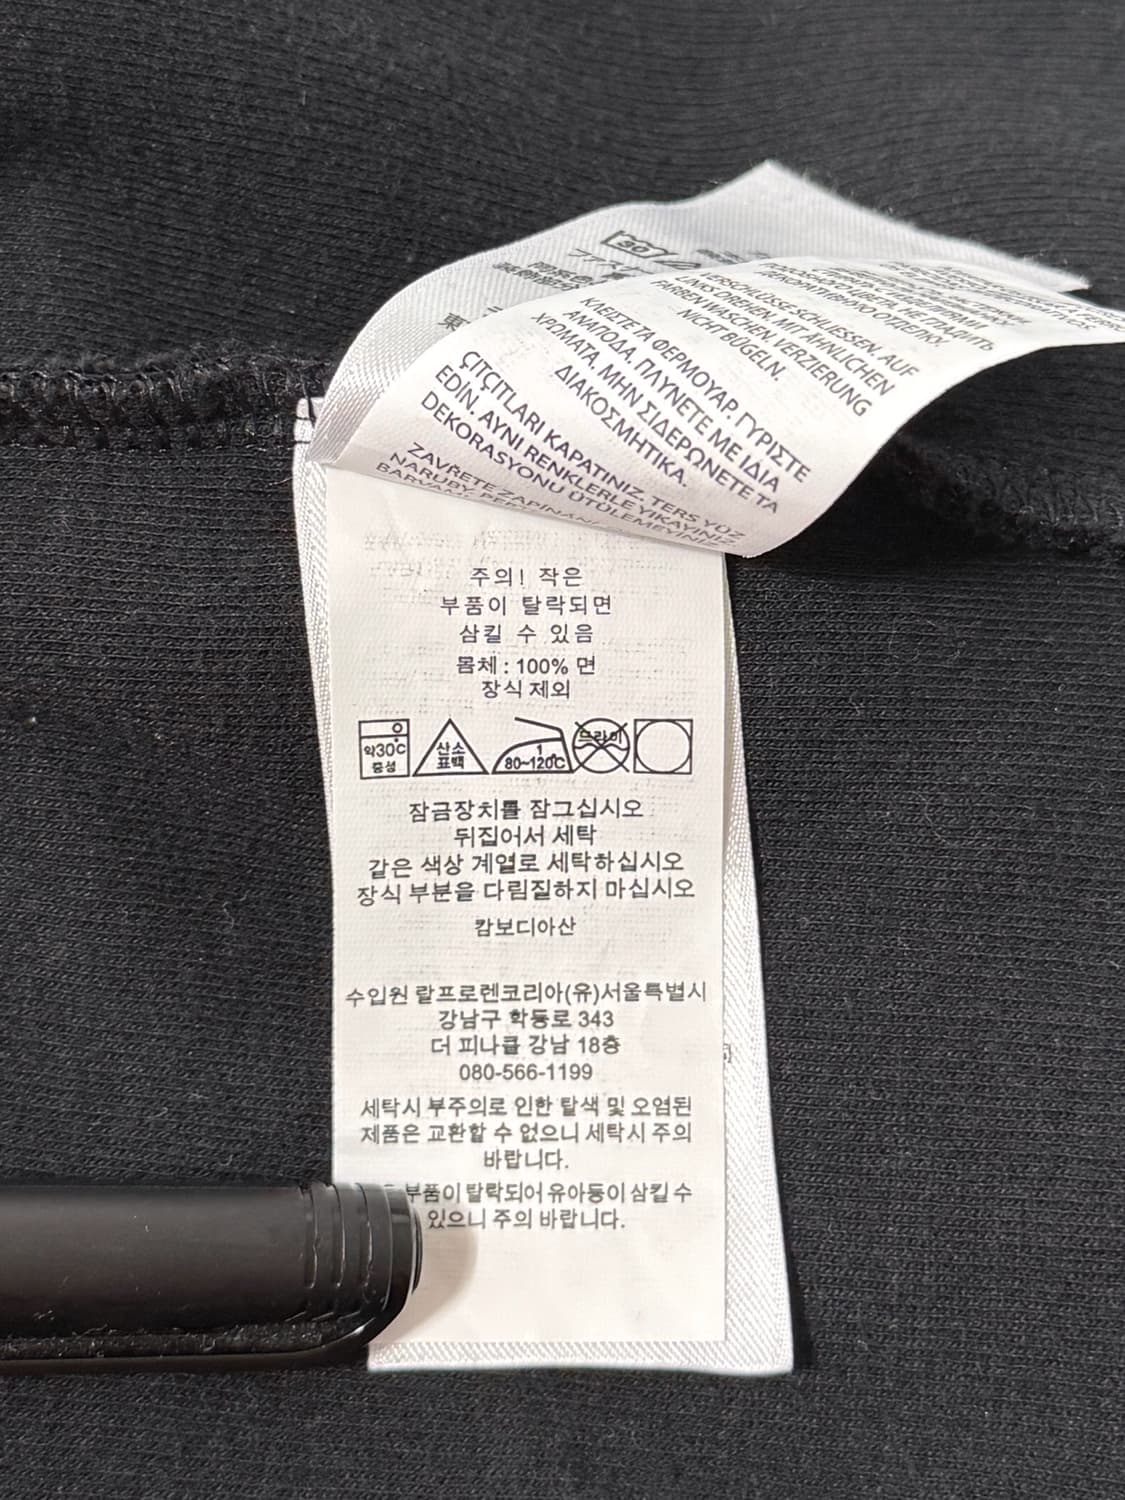 30
VERSCHLÜSSE SCHLIESSEN. AUF
LINKS DREHEN. MIT ÄHNLICHEN
FARBEN WASCHEN. VERZIERUNG
NICHT BÜGELN.
ΚΛΕΙΣΤΕ ΤΑ ΦΕΡΜΟΥΑΡ. ΓΥΡΙΣΤΕ
ΑΝΑΠΟΔΑ. ΠΛΥΝΕΤΕ ΜΕ ΙΔΙΑ
ΧΡΩΜΑΤΑ. ΜΗΝ ΣΙΔΕΡΩΝΕΤΕ ΤΑ
ΔΙΑΚΟΣΜΗΤΙΚΑ.
ÇITÇITLARI KAPATINIZ. TERS YÜZ
EDİN. AYNI RENKLERLE YIKAYINIZ.
DEKORASYONU ÜTÜLEMEYİNİZ.
ZAVŘETE ZAPÍNÁNÍ
NARUBY.
주의! 작은
부품이 탈락되면
삼킬 수 있음
몸체 : 100% 면
장식 제외
약30℃ 중성
산소 표백
1 80~120℃
드라이
잠금장치를 잠그십시오
뒤집어서 세탁
같은 색상 계열로 세탁하십시오
장식 부분을 다림질하지 마십시오
캄보디아산
수입원 랄프로렌코리아(유)서울특별시
강남구 학동로 343
더 피나클 강남 18층
080-566-1199
세탁시 부주의로 인한 탈색 및 오염된
제품은 교환할 수 없으니 세탁시 주의
바랍니다.
부품이 탈락되어 유아등이 삼킬 수
있으니 주의 바랍니다.